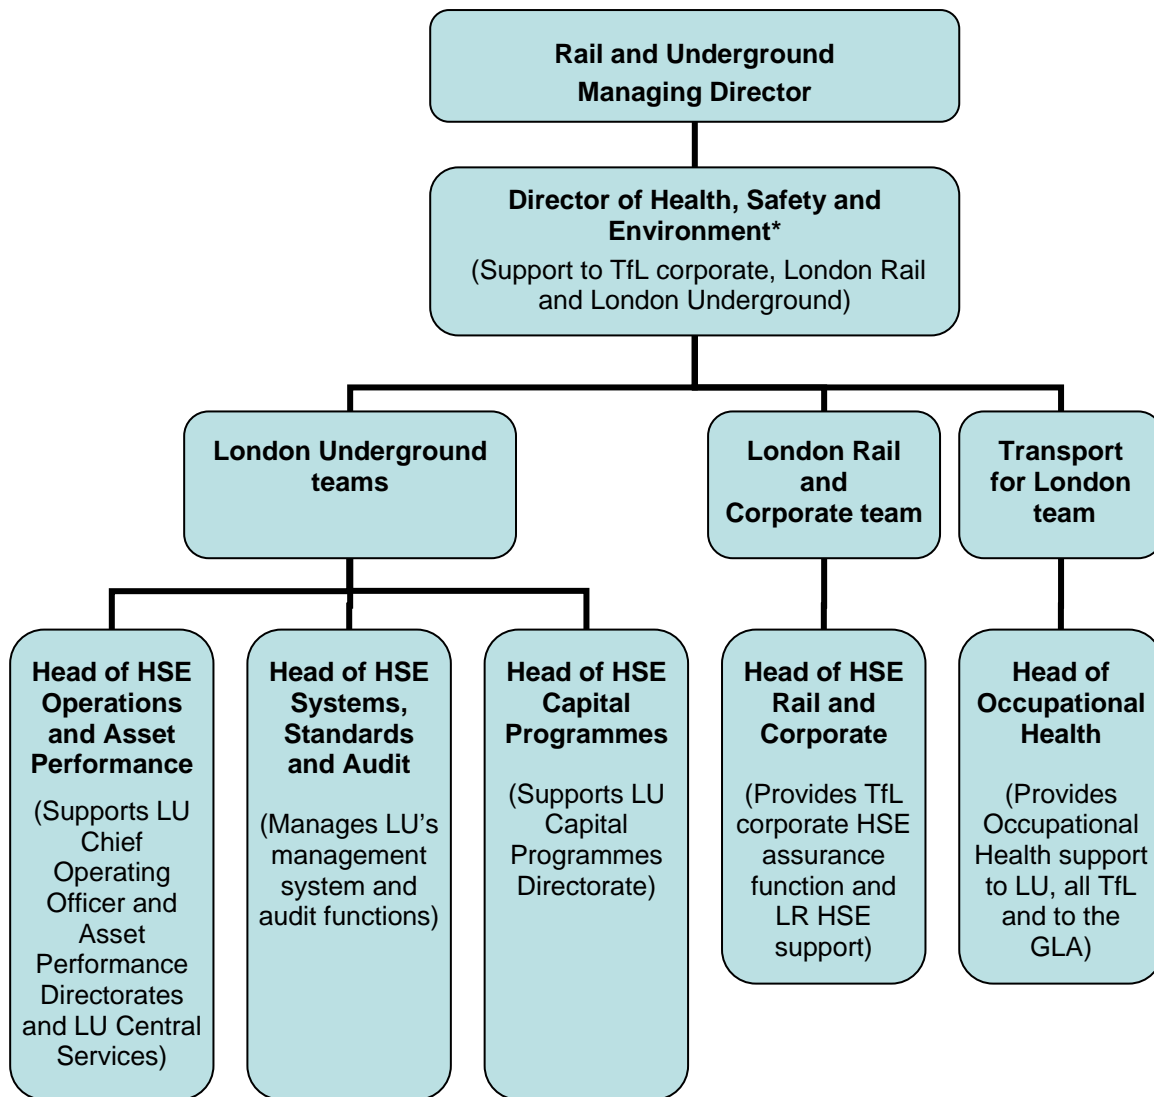 Rail and Underground
Managing Director
Director of Health, Safety and
Environment*
(Support to TfL corporate, London Rail
and London Underground)
London Underground
teams
London Rail
and
Corporate team
Transport
for London
team
Head of HSE
Operations
and Asset
Performance
(Supports LU
Chief
Operating
Officer and
Asset
Performance
Directorates
and LU Central
Services)
Head of HSE
Systems,
Standards
and Audit
(Manages LU’s
management
system and
audit functions)
Head of HSE
Capital
Programmes
(Supports LU
Capital
Programmes
Directorate)
Head of HSE
Rail and
Corporate
(Provides TfL
corporate HSE
assurance
function and
LR HSE
support)
Head of
Occupational
Health
(Provides
Occupational
Health support
to LU, all TfL
and to the
GLA)